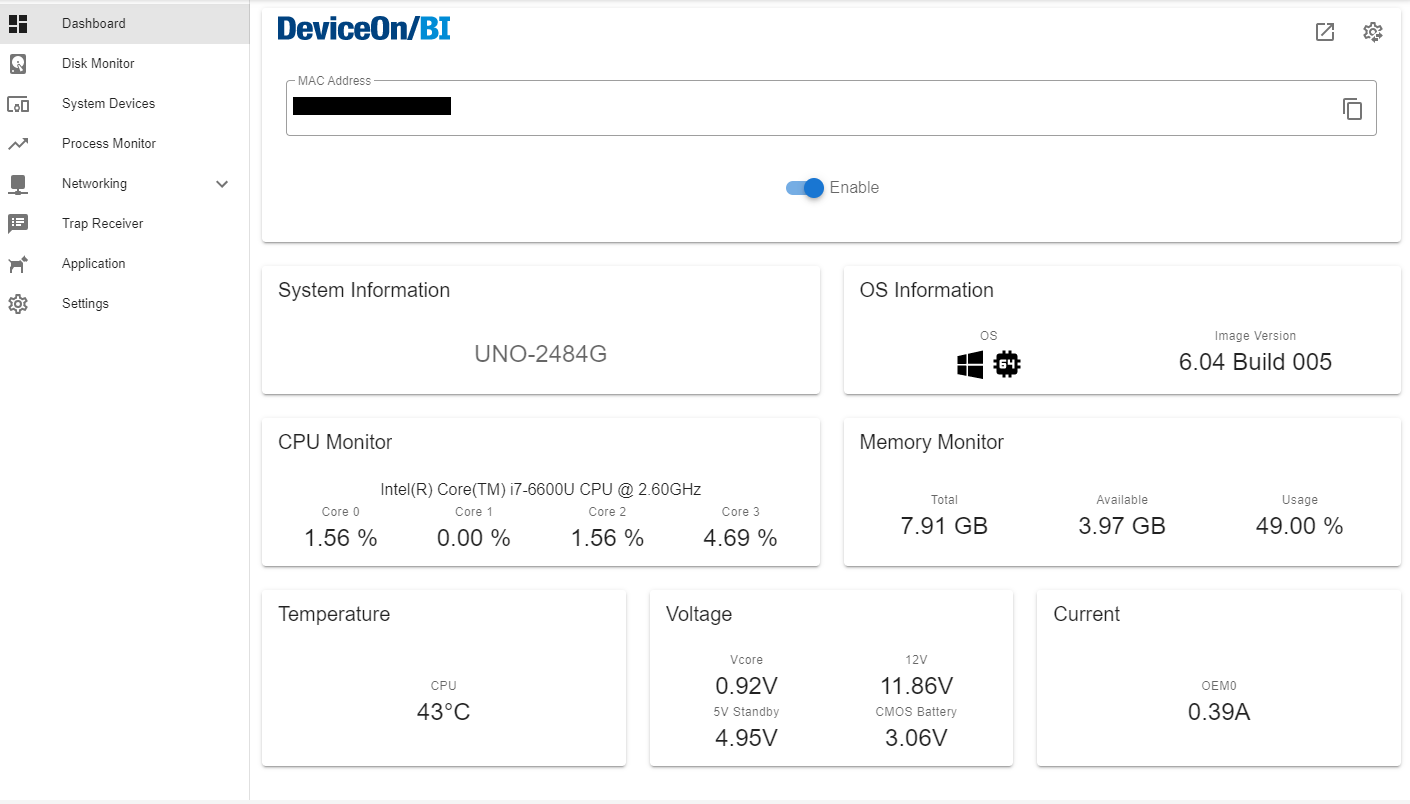 Dashboard
Disk Monitor
System Devices
Process Monitor
Networking
Trap Receiver
Application
Settings
DeviceOn/BI
MAC Address
Enable
System Information
UNO-2484G
OS Information
OS
Image Version
64
6.04 Build 005
CPU Monitor
Intel(R) Core(TM) i7-6600U CPU @ 2.60GHz
Core 0 Core 1 Core 2 Core 3
1.56 % 0.00 % 1.56 % 4.69 %
Memory Monitor
Total Available Usage
7.91 GB 3.97 GB 49.00 %
Temperature
CPU
43°C
Voltage
Vcore 12V
0.92V 11.86V
5V Standby CMOS Battery
4.95V 3.06V
Current
OEM0
0.39A